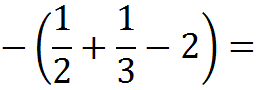 −(1/2 + 1/3 − 2) =